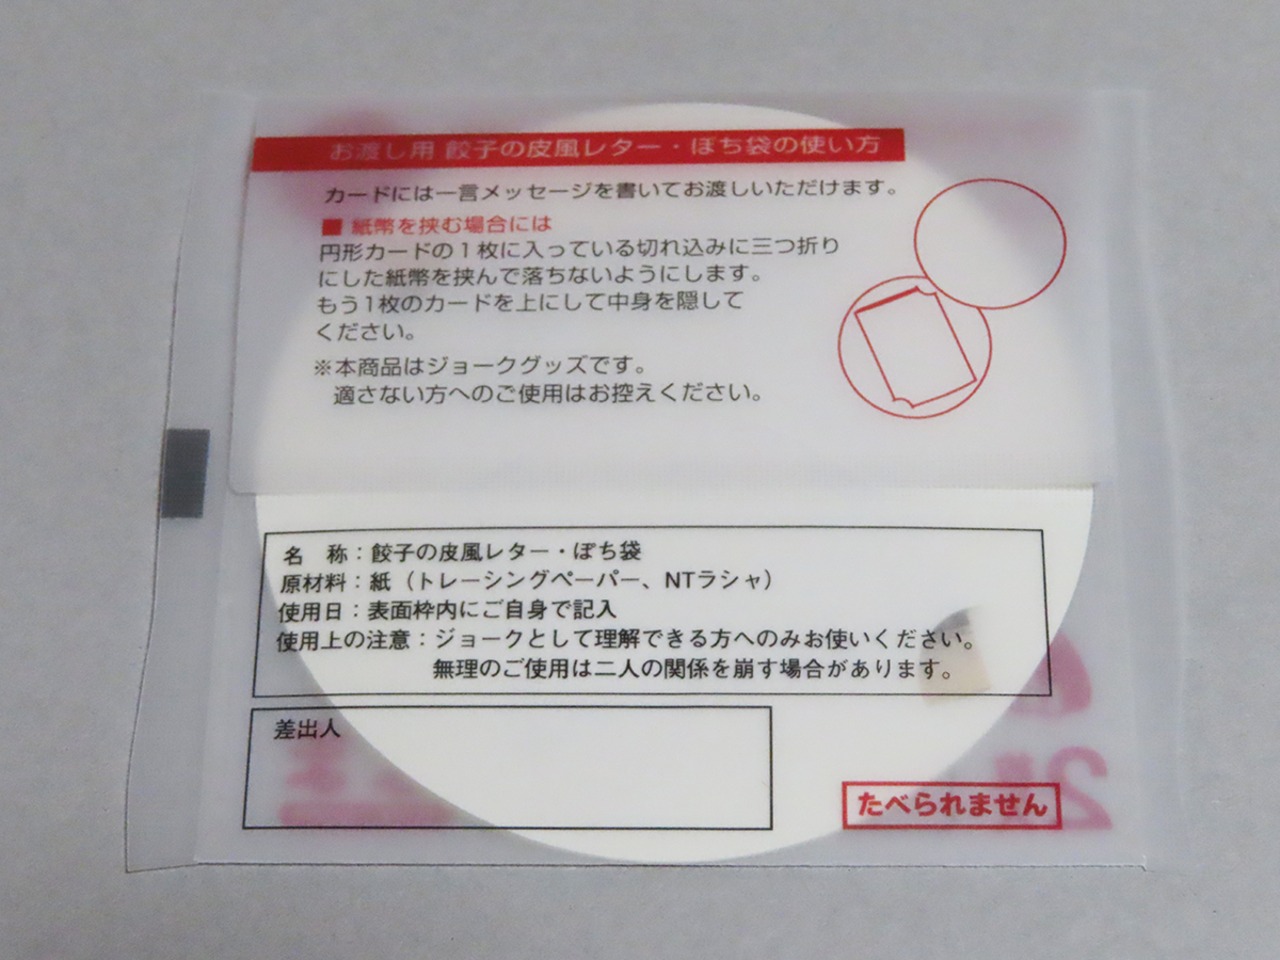 お渡し用 餃子の皮風レター・ぽち袋の使い方
カードには一言メッセージを書いてお渡しいただけます。
■ 紙幣を挟む場合には
円形カードの1枚に入っている切れ込みに三つ折り
にした紙幣を挟んで落ちないようにします。
もう1枚のカードを上にして中身を隠して
ください。
※本商品はジョークグッズです。
適さない方へのご使用はお控えください。
名 称：餃子の皮風レター・ぽち袋
原材料：紙（トレーシングペーパー、NTラシャ）
使用日：表面枠内にご自身で記入
使用上の注意：ジョークとして理解できる方へのみお使いください。
無理のご使用は二人の関係を崩す場合があります。
差出人
たべられません
2